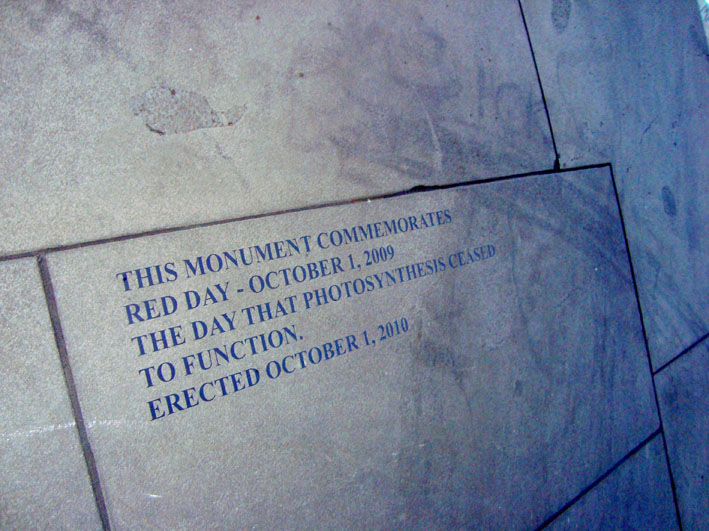 THIS MONUMENT COMMEMORATES
RED DAY - OCTOBER 1, 2009
THE DAY THAT PHOTOSYNTHESIS CEASED
TO FUNCTION.
ERECTED OCTOBER 1, 2010